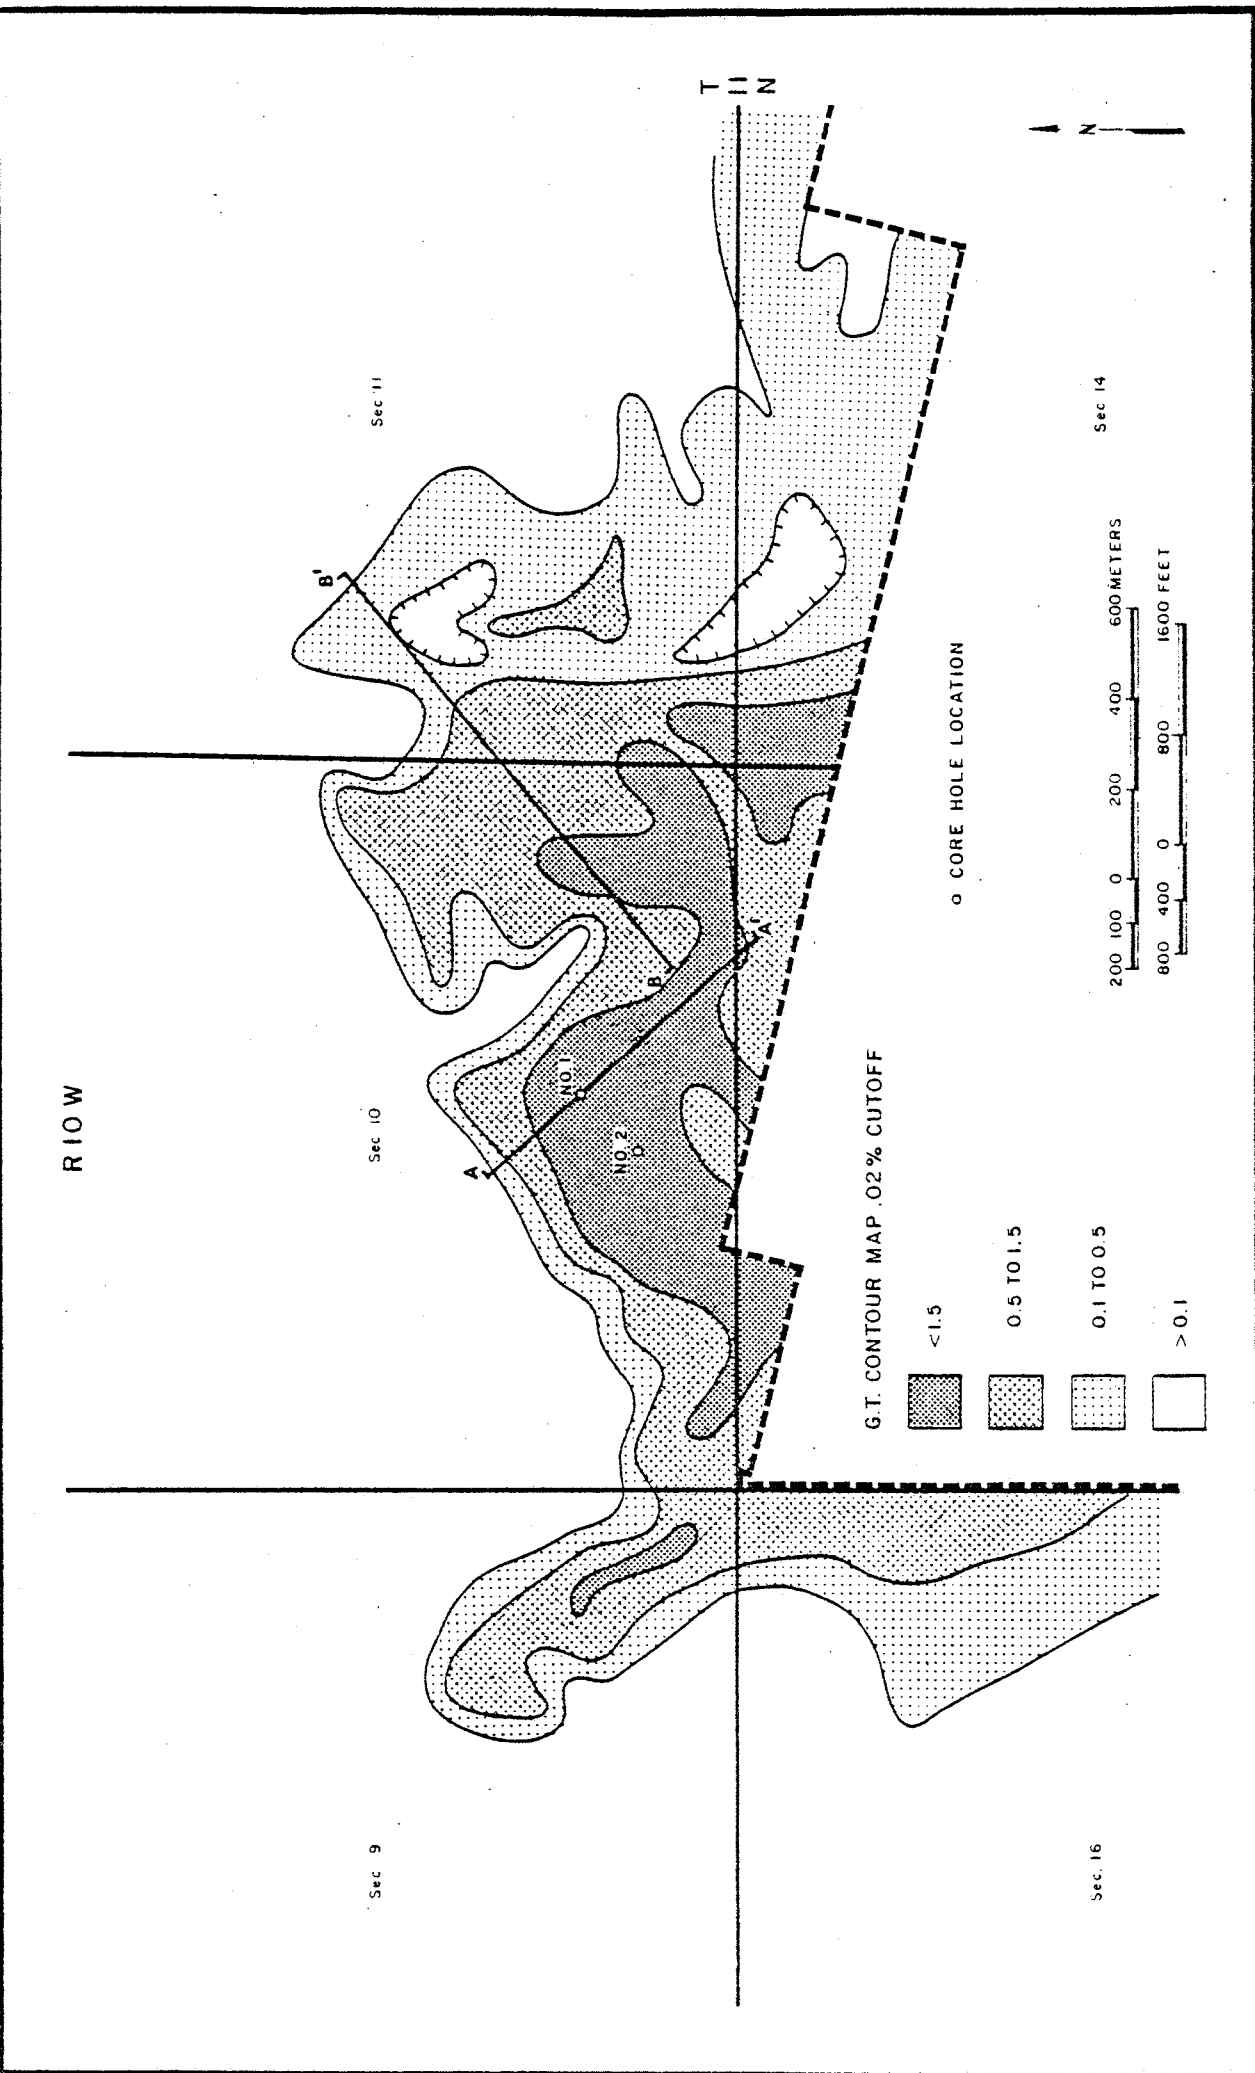 R 10 W
T
11
N
Sec 9
Sec 10
Sec 11
A
NO. 1
NO. 2
B
B'
A'
Sec. 16
Sec 14
N
G.T. CONTOUR MAP .02% CUTOFF
<1.5
0.5 TO 1.5
0.1 TO 0.5
> 0.1
o CORE HOLE LOCATION
200 100 0 200 400 600 METERS
800 400 0 800 1600 FEET